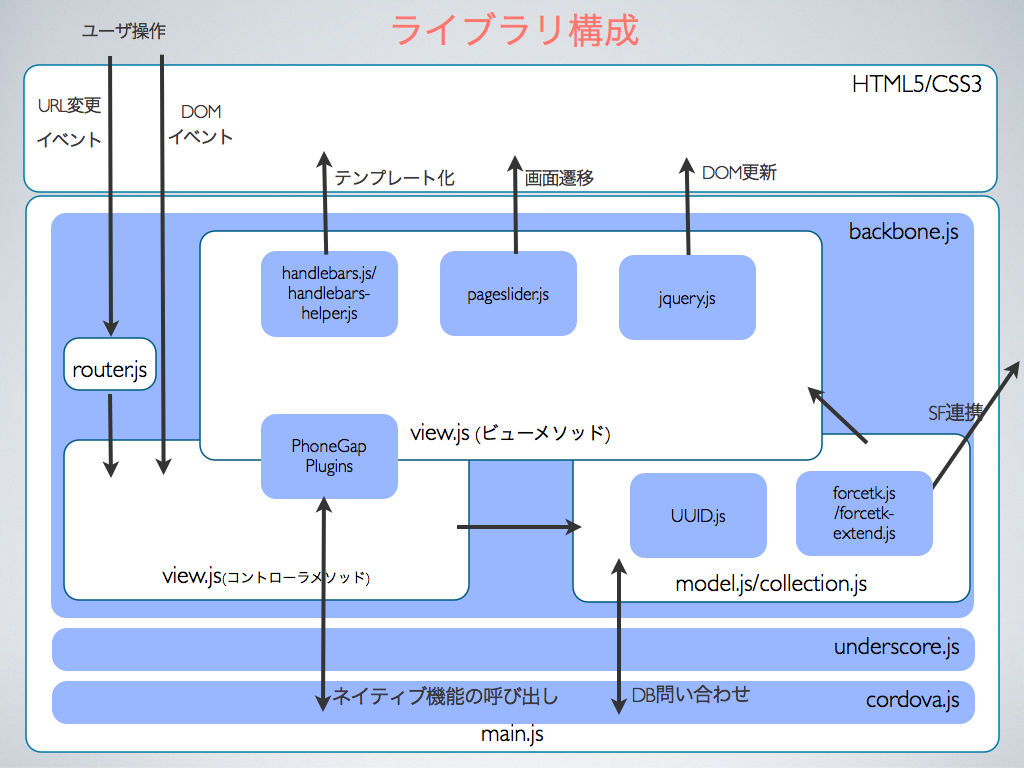 ライブラリ構成
ユーザ操作
HTML5/CSS3
URL変更
イベント
DOM
イベント
テンプレート化
画面遷移
DOM更新
backbone.js
handlebars.js/
handlebars-
helper.js
pageslider.js
jquery.js
router.js
SF連携
view.js (ビューメソッド)
PhoneGap
Plugins
UUID.js
forcetk.js
/forcetk-
extend.js
view.js(コントローラメソッド)
model.js/collection.js
underscore.js
ネイティブ機能の呼び出し
DB問い合わせ
cordova.js
main.js